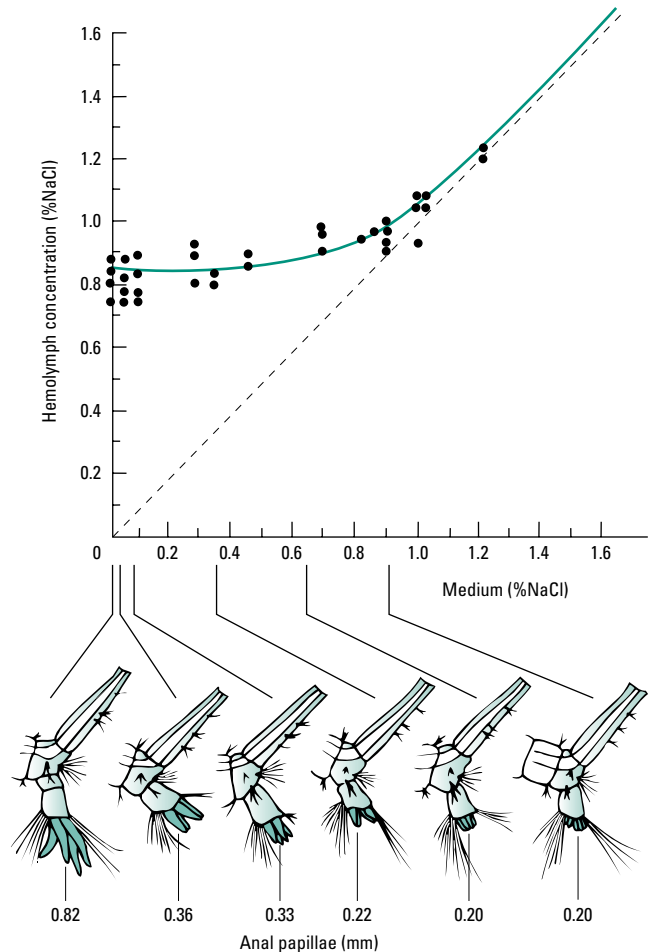 1.6
1.4
1.2
1.0
0.8
0.6
0.4
0.2
Hemolymph concentration (%NaCl)
0 0.2 0.4 0.6 0.8 1.0 1.2 1.4 1.6
Medium (%NaCl)
0.82 0.36 0.33 0.22 0.20 0.20
Anal papillae (mm)